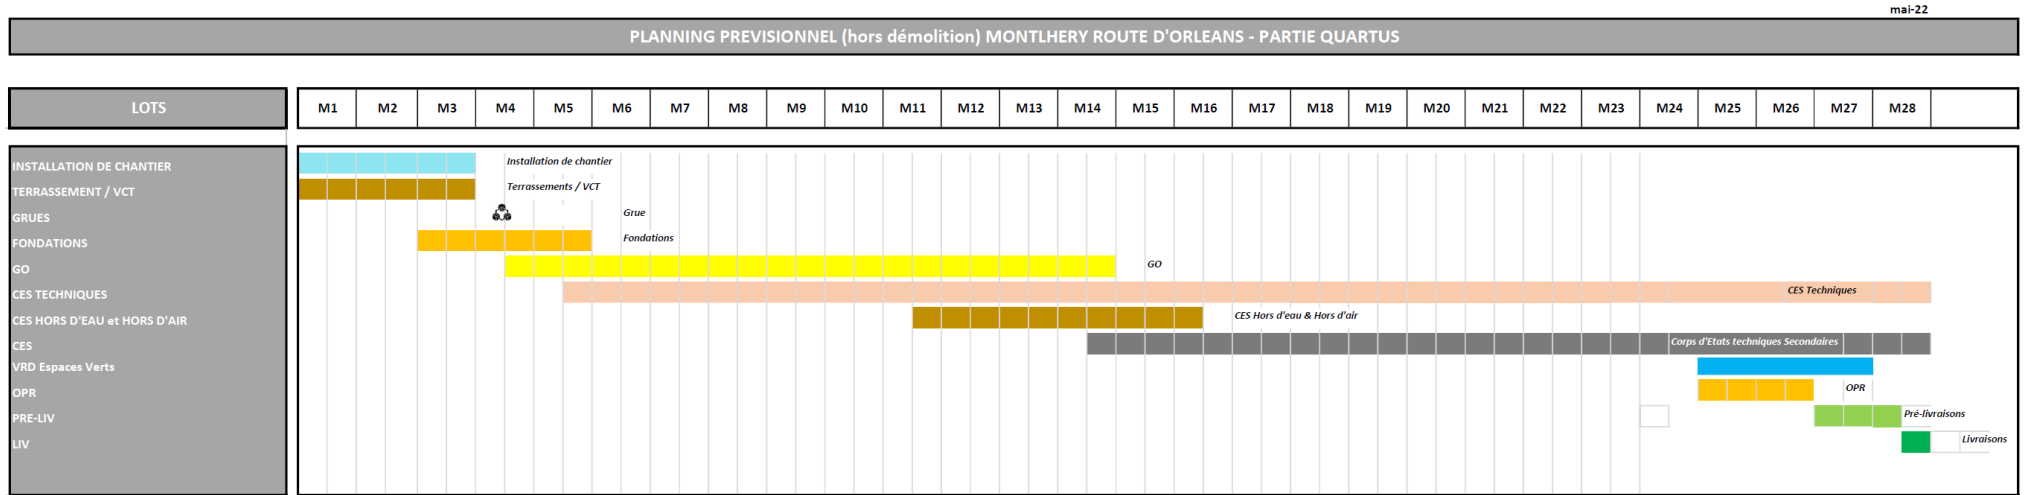 mai-22
PLANNING PREVISIONNEL (hors démolition) MONTLHERY ROUTE D'ORLEANS - PARTIE QUARTUS
LOTS M1 M2 M3 M4 M5 M6 M7 M8 M9 M10 M11 M12 M13 M14 M15 M16 M17 M18 M19 M20 M21 M22 M23 M24 M25 M26 M27 M28
INSTALLATION DE CHANTIER Installation de chantier
TERRASSEMENT / VCT Terrassements / VCT
GRUES Grue
FONDATIONS Fondations
GO GO
CES TECHNIQUES CES Techniques
CES HORS D'EAU et HORS D'AIR CES Hors d'eau & Hors d'air
CES Corps d'Etats techniques Secondaires
VRD Espaces Verts
OPR OPR
PRE-LIV Pré-livraisons
LIV Livraisons